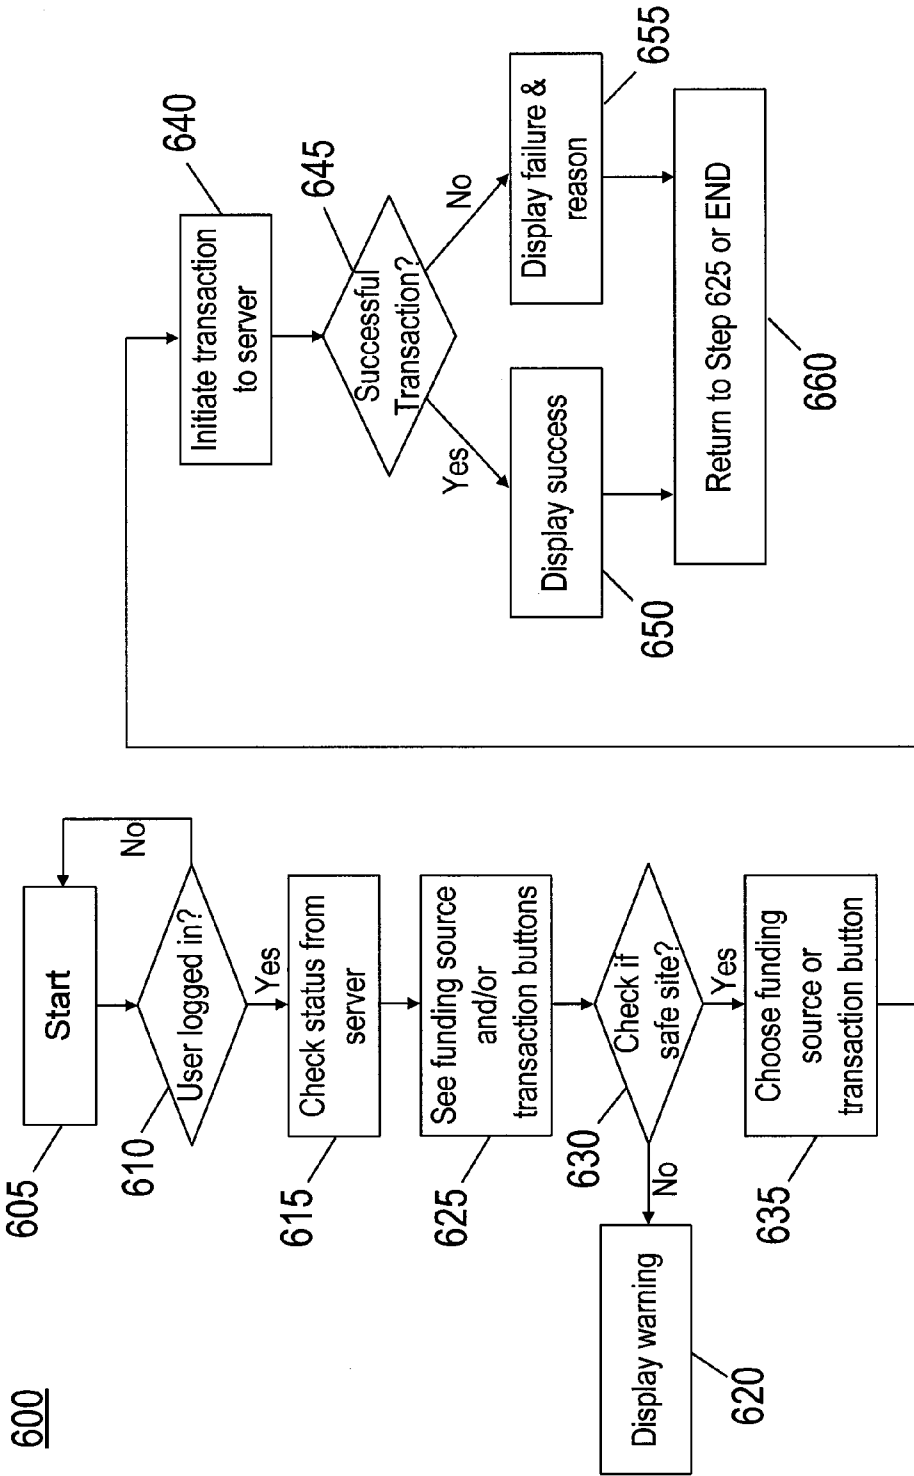 600
605
Start
No
610
User logged in?
Yes
615
Check status from
server
625
See funding source
and/or
transaction buttons
630
Check if
safe site?
No
Display warning
620
Yes
635
Choose funding
source or
transaction button
640
Initiate transaction
to server
645
Successful
Transaction?
Yes
No
Display success
650
Display failure &
reason
655
Return to Step 625 or END
660